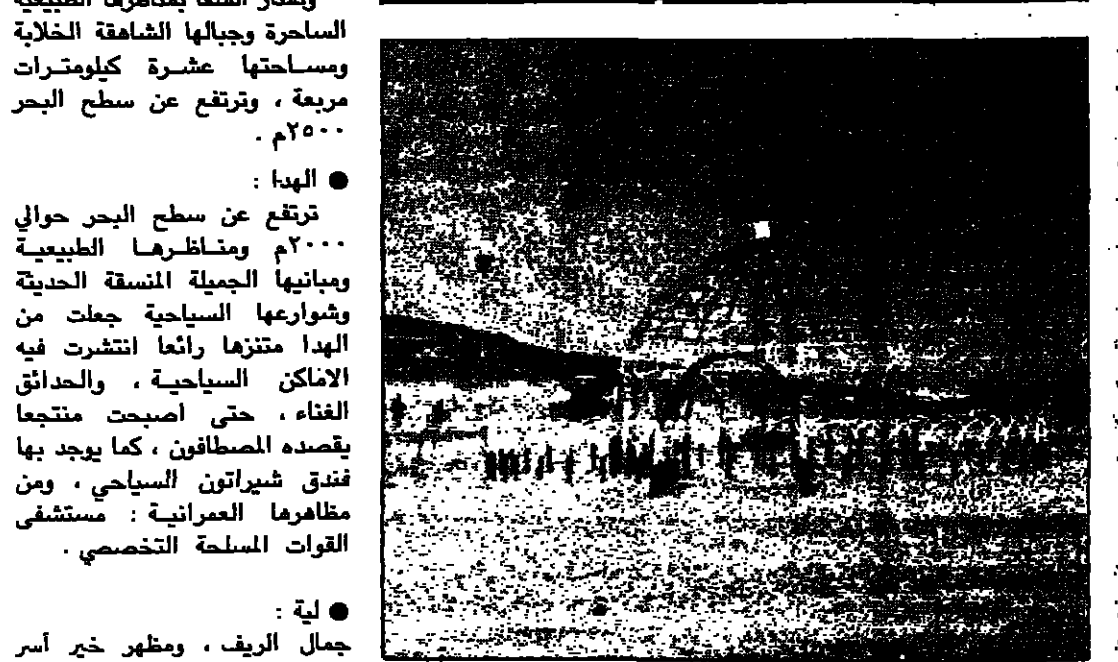 الساحرة وجبالها الشاهقة الخلابة
ومساحتها عشرة كيلومترات
مربعة ، وترتفع عن سطح البحر
٢٥٠٠م .
● الهدا :
ترتفع عن سطح البحر حوالي
٢٠٠٠م ومناظرها الطبيعية
ومبانيها الجميلة المنسقة الحديثة
وشوارعها السياحية جعلت من
الهدا متنزها رائعا انتشرت فيه
الاماكن السياحية ، والحدائق
الغناء ، حتى اصبحت منتجعا
يقصده المصطافون ، كما يوجد بها
فندق شيراتون السياحي ، ومن
مظاهرها العمرانية : مستشفى
القوات المسلحة التخصصي .
● لية :
جمال الريف ، ومظهر خير آسر